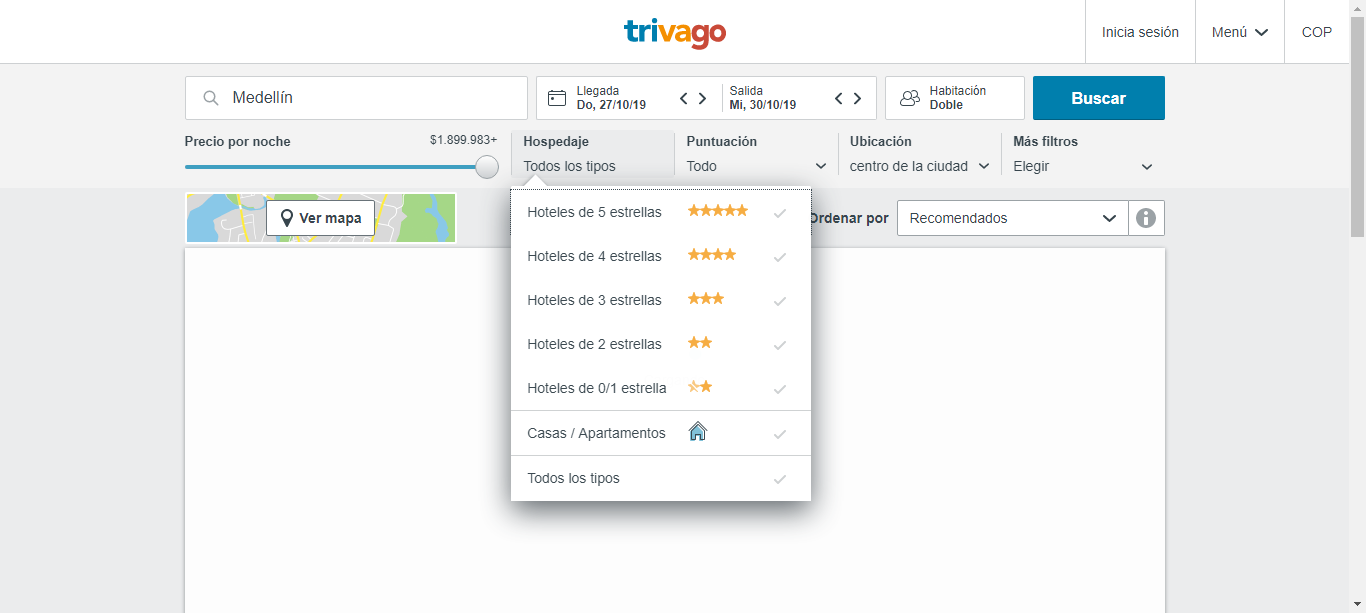 trivago
Inicia sesión
Menú
COP
Medellín
Llegada
Do, 27/10/19
Salida
Mi, 30/10/19
Habitación
Doble
Buscar
Precio por noche
$1.899.983+
Hospedaje
Todos los tipos
Puntuación
Todo
Ubicación
centro de la ciudad
Más filtros
Elegir
Ver mapa
Ordenar por
Recomendados
Hoteles de 5 estrellas
Hoteles de 4 estrellas
Hoteles de 3 estrellas
Hoteles de 2 estrellas
Hoteles de 0/1 estrella
Casas / Apartamentos
Todos los tipos